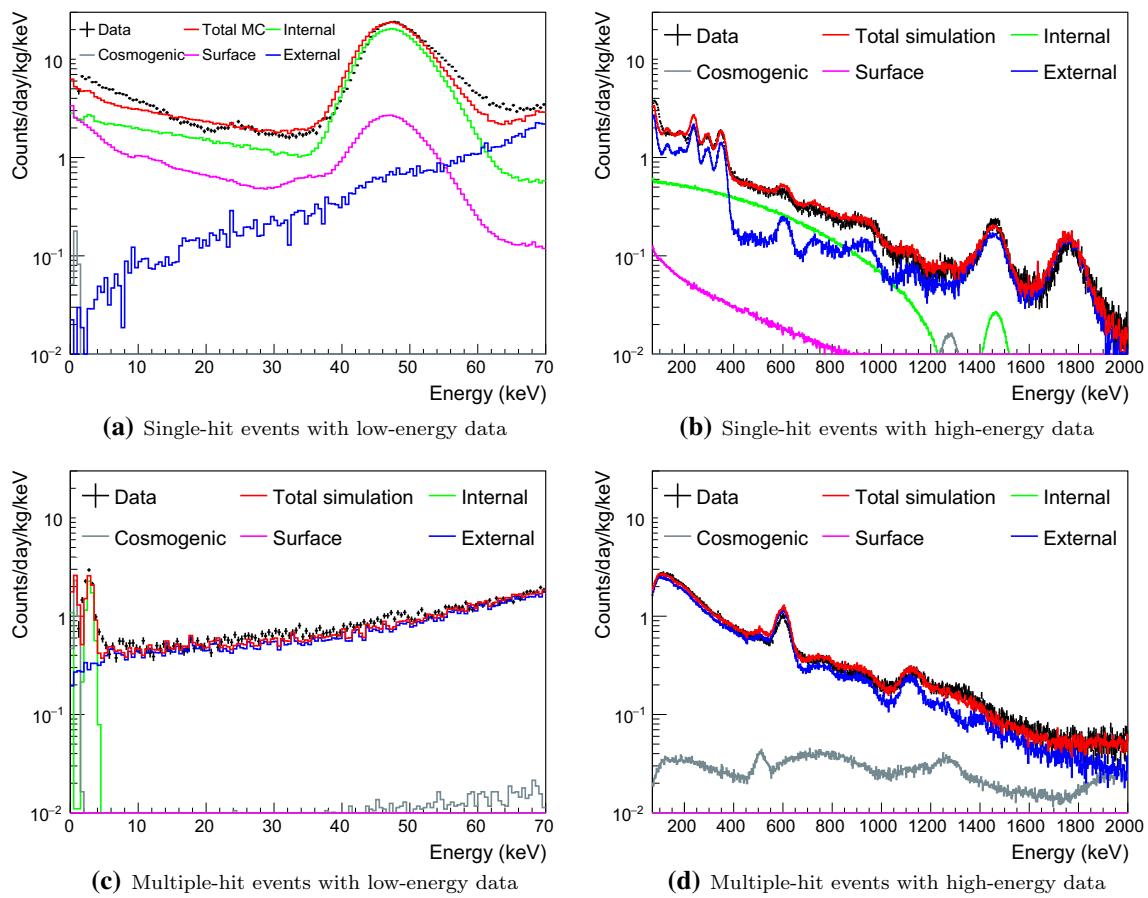 Counts/day/kg/keV
Data Total MC Internal
Cosmogenic Surface External
10
1
10⁻¹
10⁻²
0 10 20 30 40 50 60 70
Energy (keV)
(a) Single-hit events with low-energy data
Counts/day/kg/keV
Data Total simulation Internal
Cosmogenic Surface External
10
1
10⁻¹
10⁻²
200 400 600 800 1000 1200 1400 1600 1800 2000
Energy (keV)
(b) Single-hit events with high-energy data
Counts/day/kg/keV
Data Total simulation Internal
Cosmogenic Surface External
10
1
10⁻¹
10⁻²
0 10 20 30 40 50 60 70
Energy (keV)
(c) Multiple-hit events with low-energy data
Counts/day/kg/keV
Data Total simulation Internal
Cosmogenic Surface External
10
1
10⁻¹
10⁻²
200 400 600 800 1000 1200 1400 1600 1800 2000
Energy (keV)
(d) Multiple-hit events with high-energy data